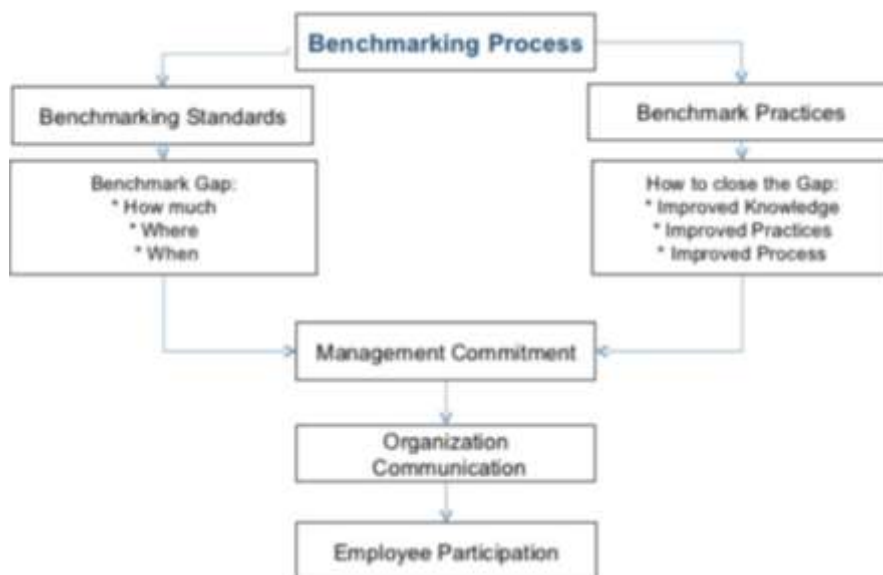 Benchmarking Process
Benchmarking Standards
Benchmark Practices
Benchmark Gap:
* How much
* Where
* When
How to close the Gap:
* Improved Knowledge
* Improved Practices
* Improved Process
Management Commitment
Organization
Communication
Employee Participation